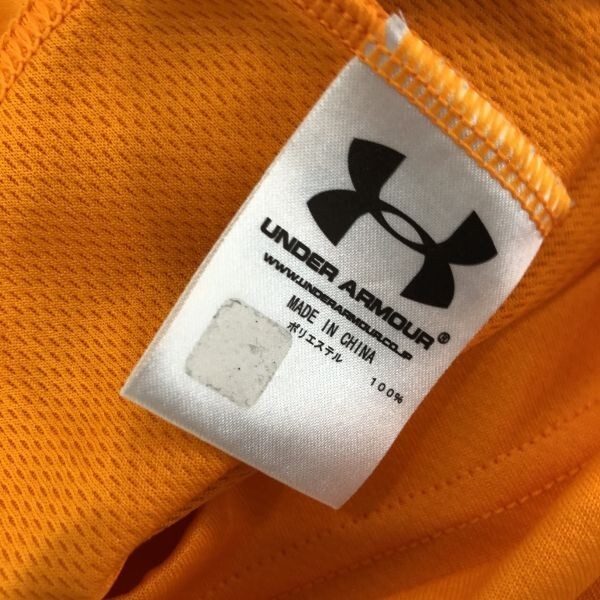 UNDER ARMOUR®
WWW.UNDERARMOUR.CO.JP
MADE IN CHINA
ポリエステル 100%